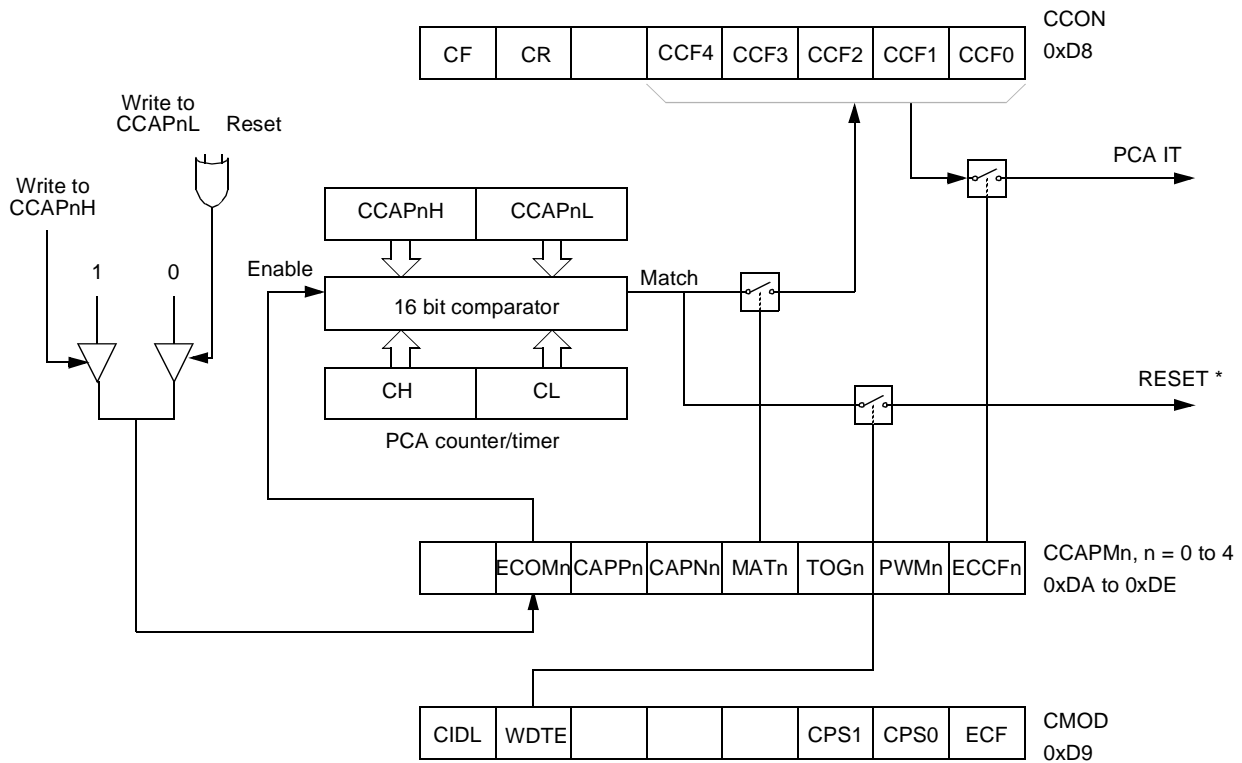 CF CR CCF4 CCF3 CCF2 CCF1 CCF0
CCON
0xD8
Write to
CCAPnL Reset
Write to
CCAPnH
1 0
Enable
CCAPnH CCAPnL
16 bit comparator
CH CL
PCA counter/timer
Match
PCA IT
RESET *
ECOMn CAPPn CAPNn MATn TOGn PWMn ECCFn
CCAPMn, n = 0 to 4
0xDA to 0xDE
CIDL WDTE CPS1 CPS0 ECF
CMOD
0xD9